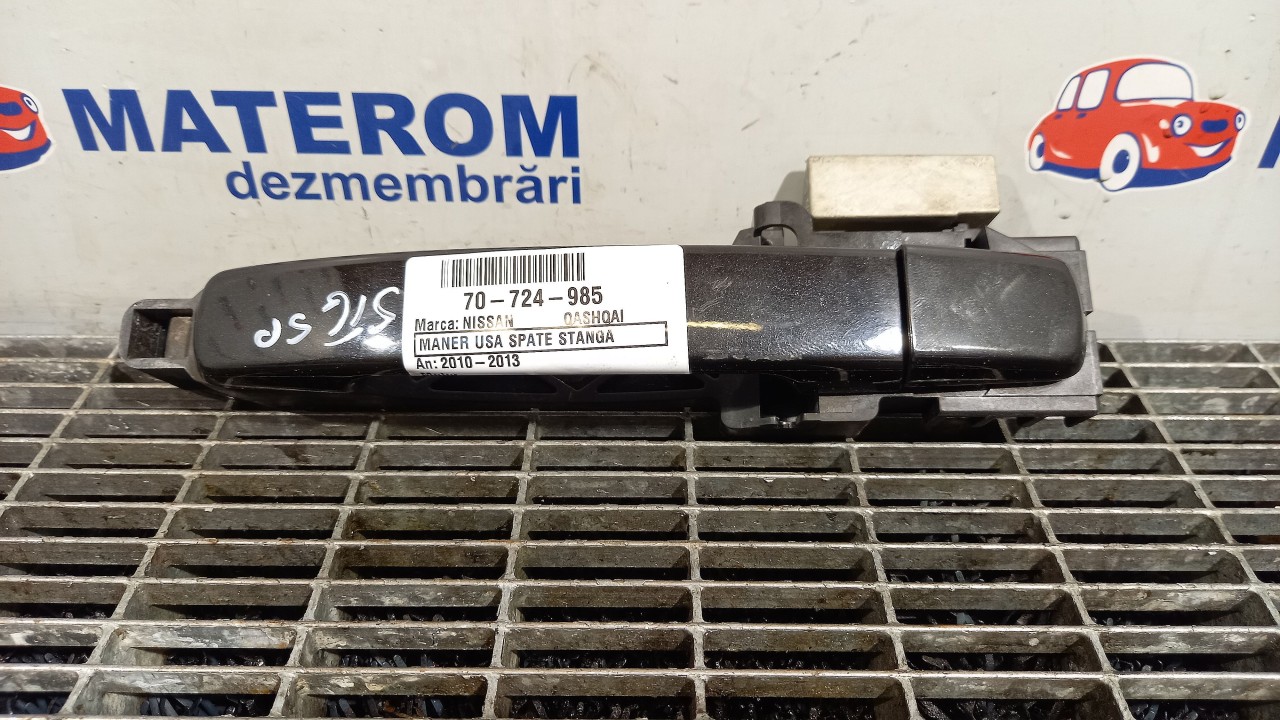 MATEROM
dezmembrări
STG SP
70-724-985
Marca: NISSAN QASHQAI
MANER USA SPATE STANGA
An: 2010-2013